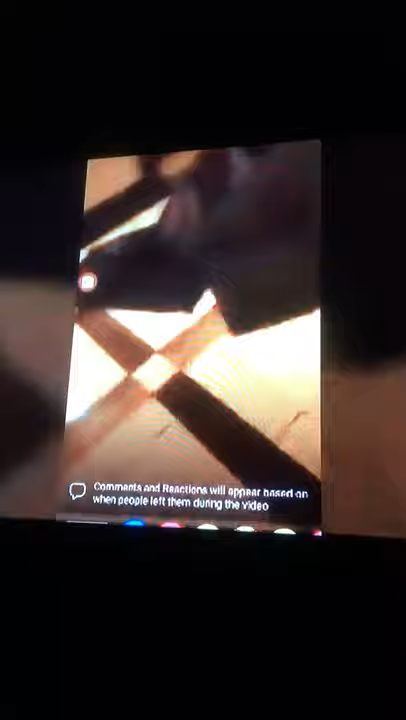 Comments and Reactions will appear based on
when people left them during the video